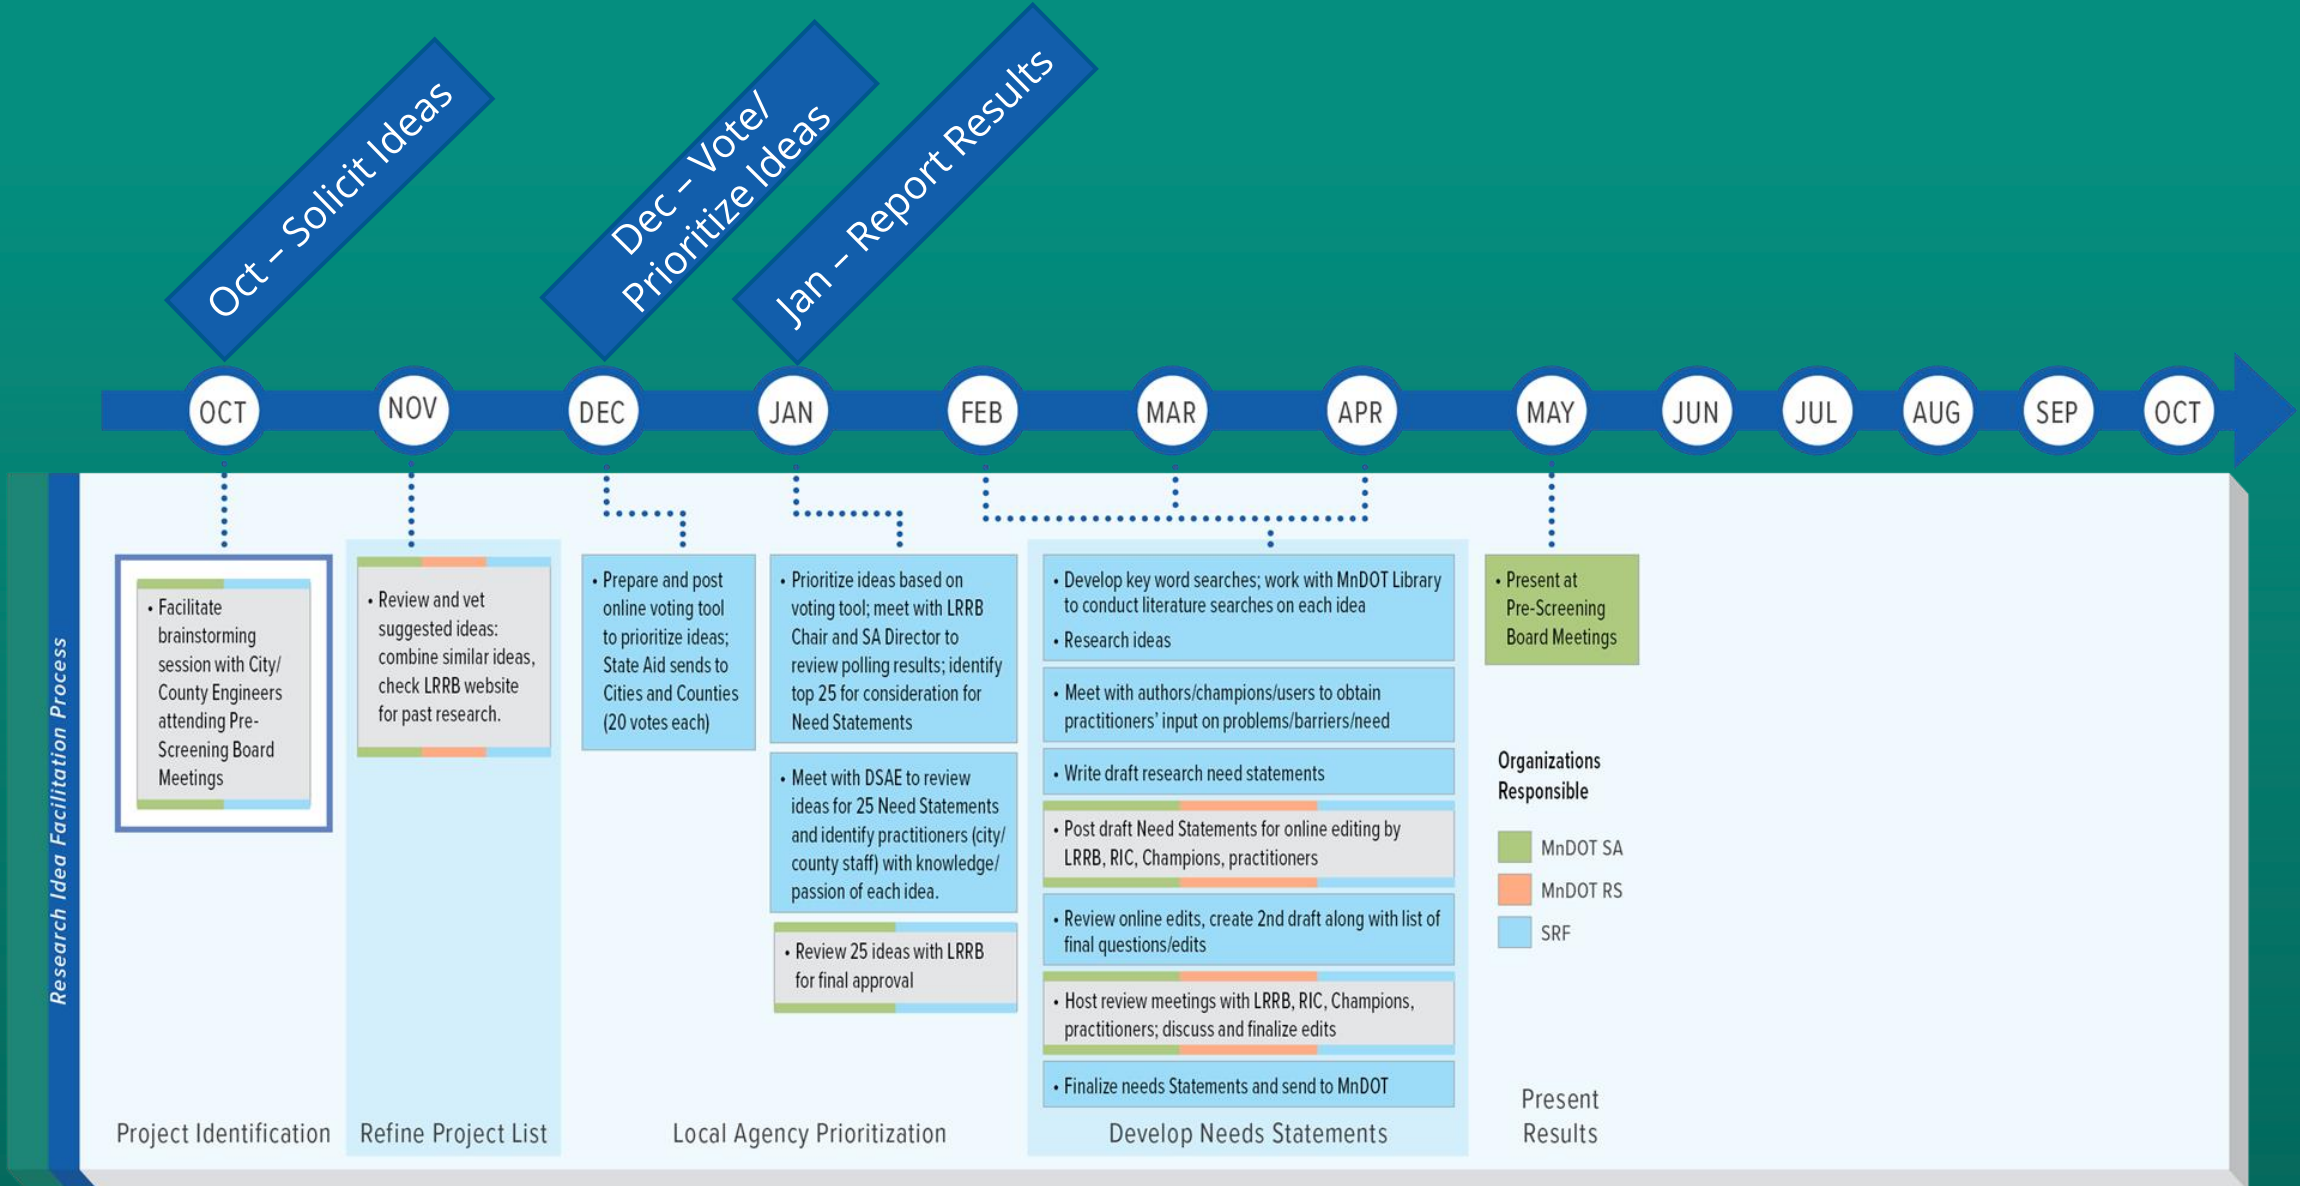 Oct – Solicit Ideas
Dec – Vote/
Prioritize Ideas
Jan – Report Results
OCT
NOV
DEC
JAN
FEB
MAR
APR
MAY
JUN
JUL
AUG
SEP
OCT
Research Idea Facilitation Process
• Facilitate
brainstorming
session with City/
County Engineers
attending Pre-
Screening Board
Meetings
Project Identification
• Review and vet
suggested ideas:
combine similar ideas,
check LRRB website
for past research.
Refine Project List
• Prepare and post
online voting tool
to prioritize ideas;
State Aid sends to
Cities and Counties
(20 votes each)
• Prioritize ideas based on
voting tool; meet with LRRB
Chair and SA Director to
review polling results; identify
top 25 for consideration for
Need Statements
• Meet with DSAE to review
ideas for 25 Need Statements
and identify practitioners (city/
county staff) with knowledge/
passion of each idea.
• Review 25 ideas with LRRB
for final approval
Local Agency Prioritization
• Develop key word searches; work with MnDOT Library
to conduct literature searches on each idea
• Research ideas
• Meet with authors/champions/users to obtain
practitioners’ input on problems/barriers/need
• Write draft research need statements
• Post draft Need Statements for online editing by
LRRB, RIC, Champions, practitioners
• Review online edits, create 2nd draft along with list of
final questions/edits
• Host review meetings with LRRB, RIC, Champions,
practitioners; discuss and finalize edits
• Finalize needs Statements and send to MnDOT
Develop Needs Statements
• Present at
Pre-Screening
Board Meetings
Organizations
Responsible
MnDOT SA
MnDOT RS
SRF
Present
Results